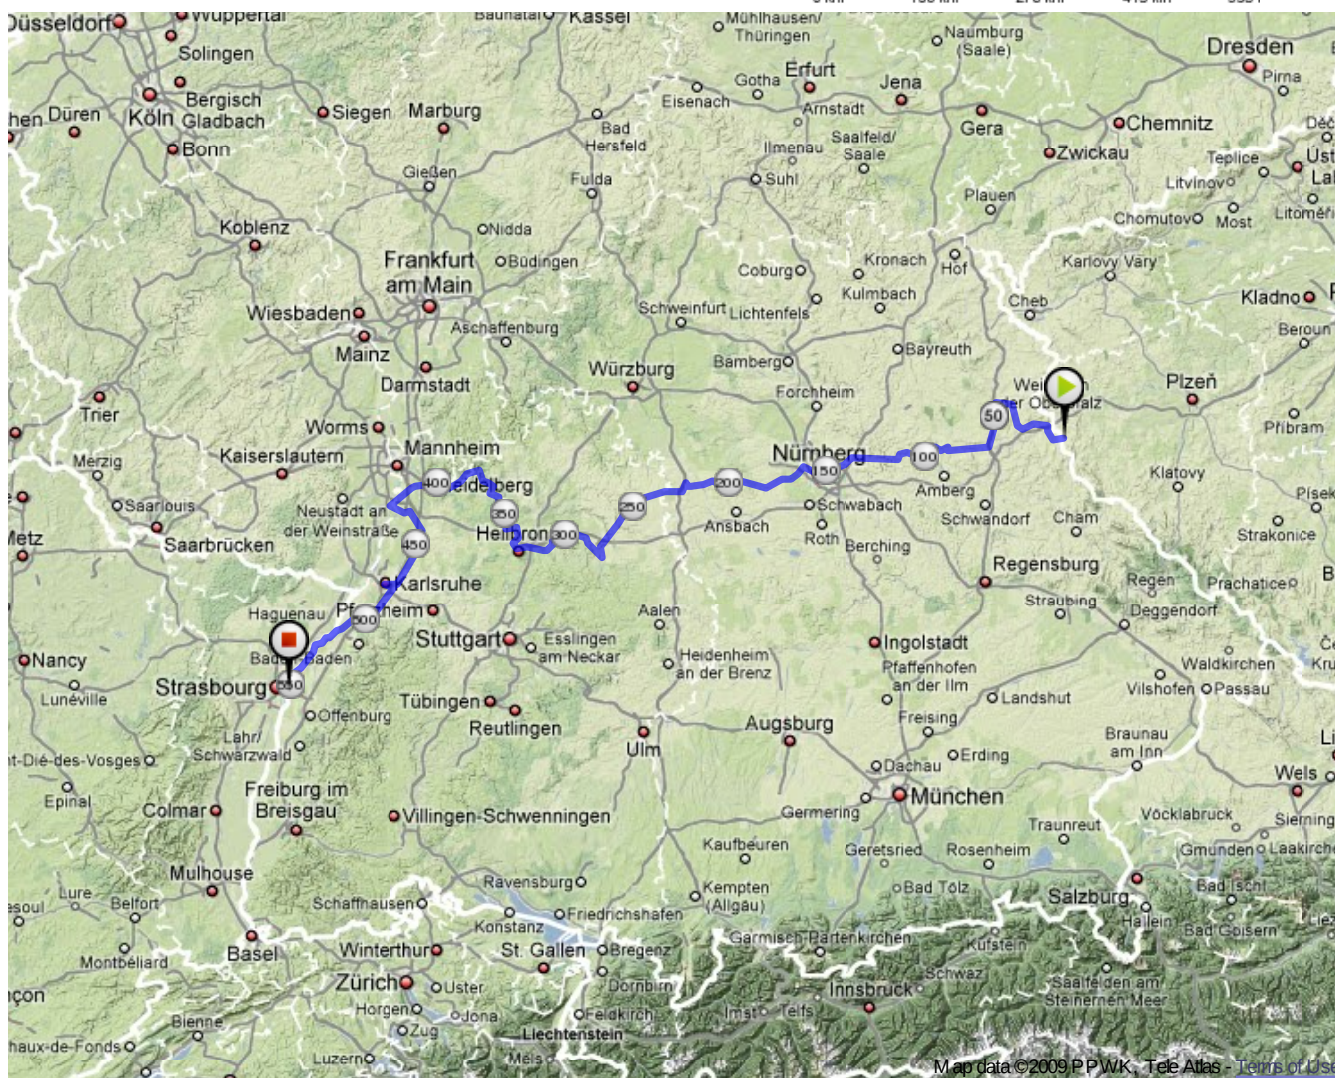 Düsseldorf
Wuppertal
Baunatal
Kassel
Mühlhausen/
Thüringen
Naumburg
(Saale)
Dresden
Solingen
Pirna
Gotha
Erfurt
Jena
Eisenach
Arnstadt
Köln
Bergisch
Gladbach
Düren
Siegen
Marburg
Bad
Hersfeld
Gera
Chemnitz
Bonn
Ilmenau
Saalfeld/
Saale
Zwickau
Teplice
Gießen
Fulda
Suhl
Litvínov
Plauen
Chomutov
Most
Koblenz
Nidda
Frankfurt
am Main
Büdingen
Coburg
Kronach
Hof
Karlovy Vary
Kulmbach
Cheb
Kladno
Wiesbaden
Schweinfurt
Lichtenfels
Aschaffenburg
Mainz
Bayreuth
Beroun
Würzburg
Bamberg
Darmstadt
Forchheim
Plzeň
Trier
50
Příbram
Worms
Mannheim
Kaiserslautern
Nürnberg
150
100
Merzig
Klatovy
400
200
Amberg
Saarlouis
Neustadt an
der Weinstraße
350
250
Ansbach
Schwabach
Schwandorf
Cham
Roth
Strakonice
Saarbrücken
450
300
Berching
Metz
Karlsruhe
Regensburg
Regen
Prachatice
Haguenau
500
Aalen
Straubing
Deggendorf
Stuttgart
Esslingen
am Neckar
Ingolstadt
Nancy
Heidenheim
an der Brenz
Pfaffenhofen
an der Ilm
Waldkirchen
Strasbourg
550
Lunéville
Vilshofen
Passau
Tübingen
Landshut
Offenburg
Reutlingen
Augsburg
Freising
Lahr/
Schwarzwald
Ulm
Braunau
am Inn
Erding
Dachau
Wels
Epinal
Colmar
Freiburg im
Breisgau
München
Villingen-Schwenningen
Germering
Vöcklabruck
Traunreut
Kaufbeuren
Geretsried
Rosenheim
Gmunden
Mulhouse
Ravensburg
Kempten
(Allgäu)
Bad Tölz
Salzburg
Bad Ischl
Lure
Belfort
Schaffhausen
Friedrichshafen
Hallein
Konstanz
Bad Goisern
Garmisch-Partenkirchen
Kufstein
Basel
Winterthur
St. Gallen
Bregenz
Montbéliard
Schwaz
Zürich
Uster
Dornbirn
Innsbruck
Saalfelden am
Steinernen Meer
Horgen
Jona
Feldkirch
Imst
Telfs
Bienne
Zug
Liechtenstein
Luzern
Mels
Map data ©2009 PPWK, Tele Atlas - Terms of Use